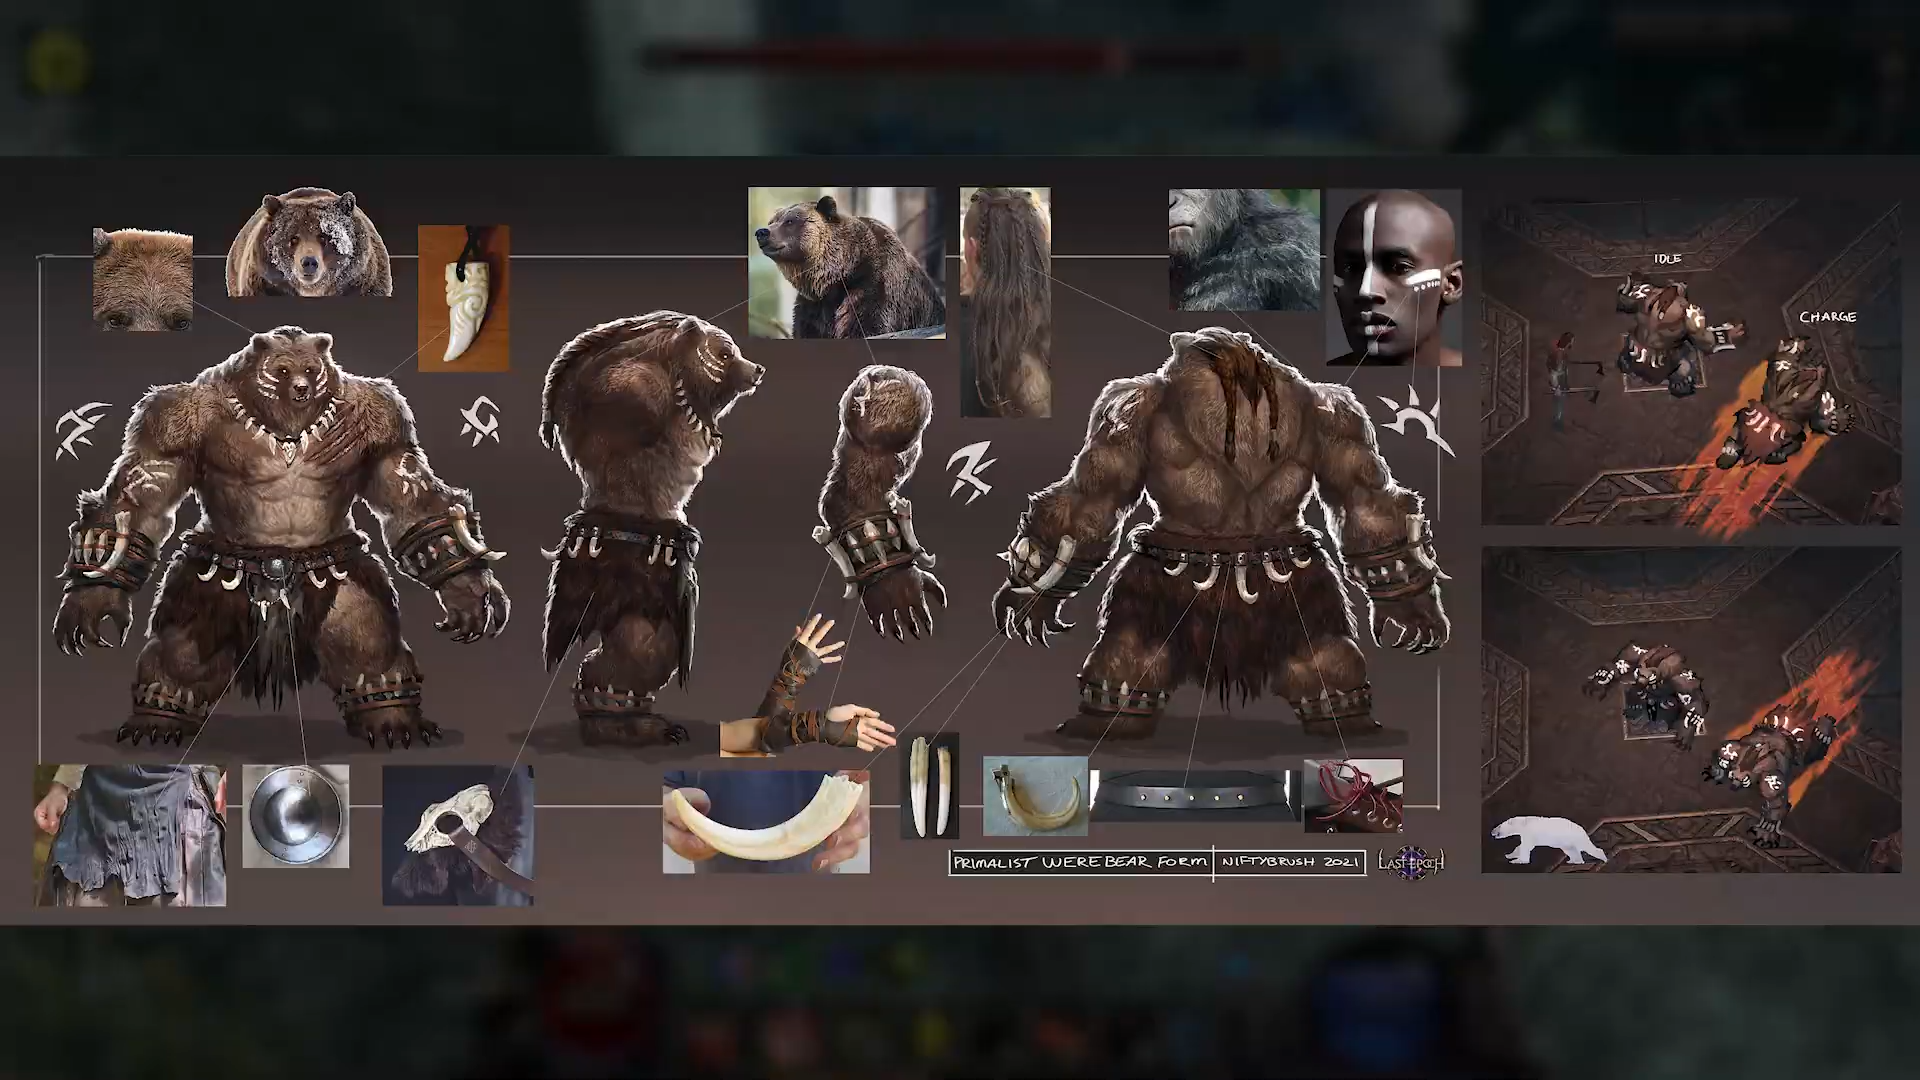 IDLE
CHARGE
PRIMALIST WEREBEAR FORM
NIFTYBRUSH 2021
LAST EPOCH